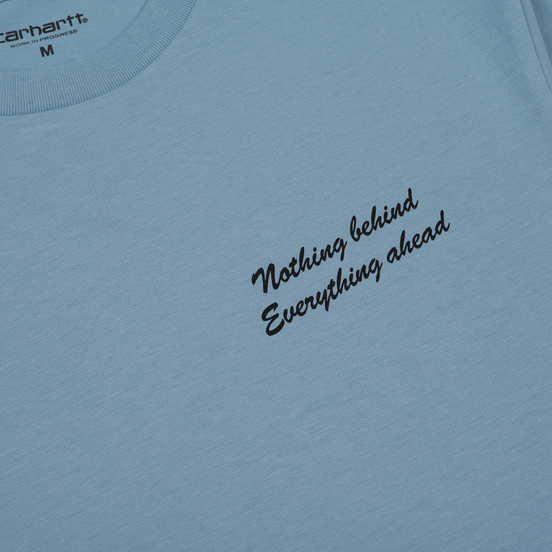 carhartt®
WORK IN PROGRESS
M
Nothing behind
Everything ahead